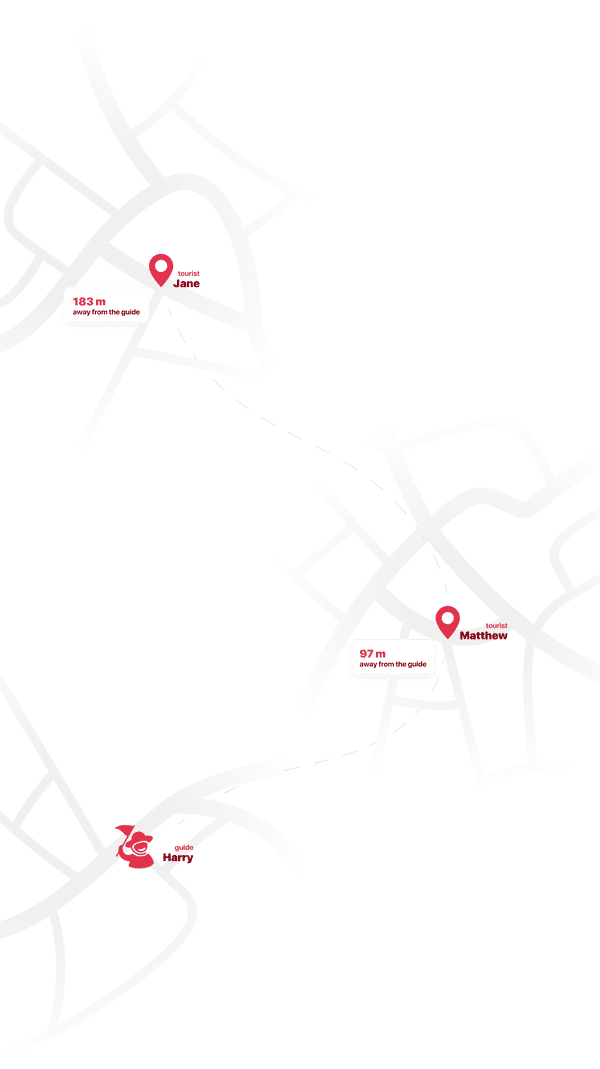 tourist
Jane
183 m
away from the guide
tourist
Matthew
97 m
away from the guide
guide
Harry